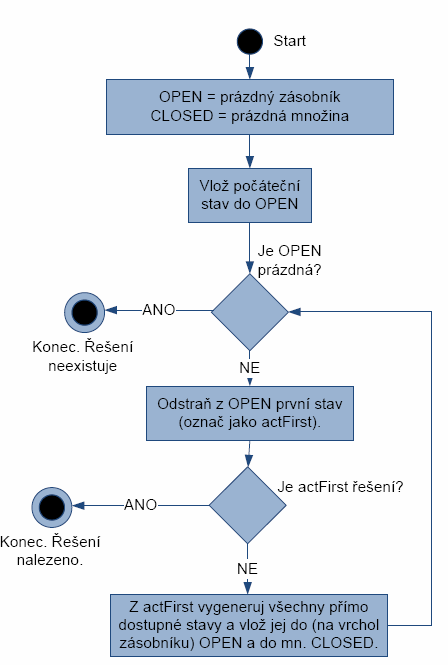 Start
OPEN = prázdný zásobník
CLOSED = prázdná množina
Vlož počáteční
stav do OPEN
Je OPEN
prázdná?
ANO
Konec. Řešení
neexistuje
NE
Odstraň z OPEN první stav
(označ jako actFirst).
Je actFirst řešení?
ANO
Konec. Řešení
nalezeno.
NE
Z actFirst vygeneruj všechny přímo
dostupné stavy a vlož jej do (na vrchol
zásobníku) OPEN a do mn. CLOSED.